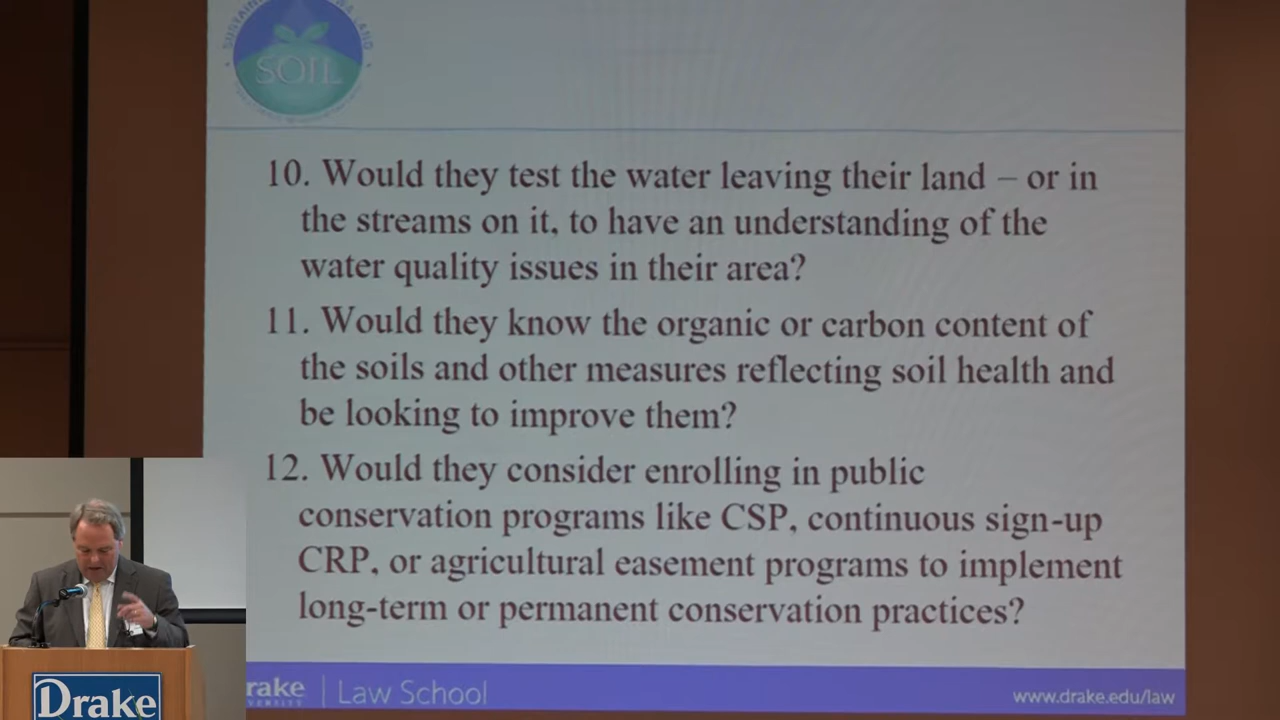 SOIL
10. Would they test the water leaving their land – or in
the streams on it, to have an understanding of the
water quality issues in their area?
11. Would they know the organic or carbon content of
the soils and other measures reflecting soil health and
be looking to improve them?
12. Would they consider enrolling in public
conservation programs like CSP, continuous sign-up
CRP, or agricultural easement programs to implement
long-term or permanent conservation practices?
rake
Law School
www.drake.edu/law
Drake